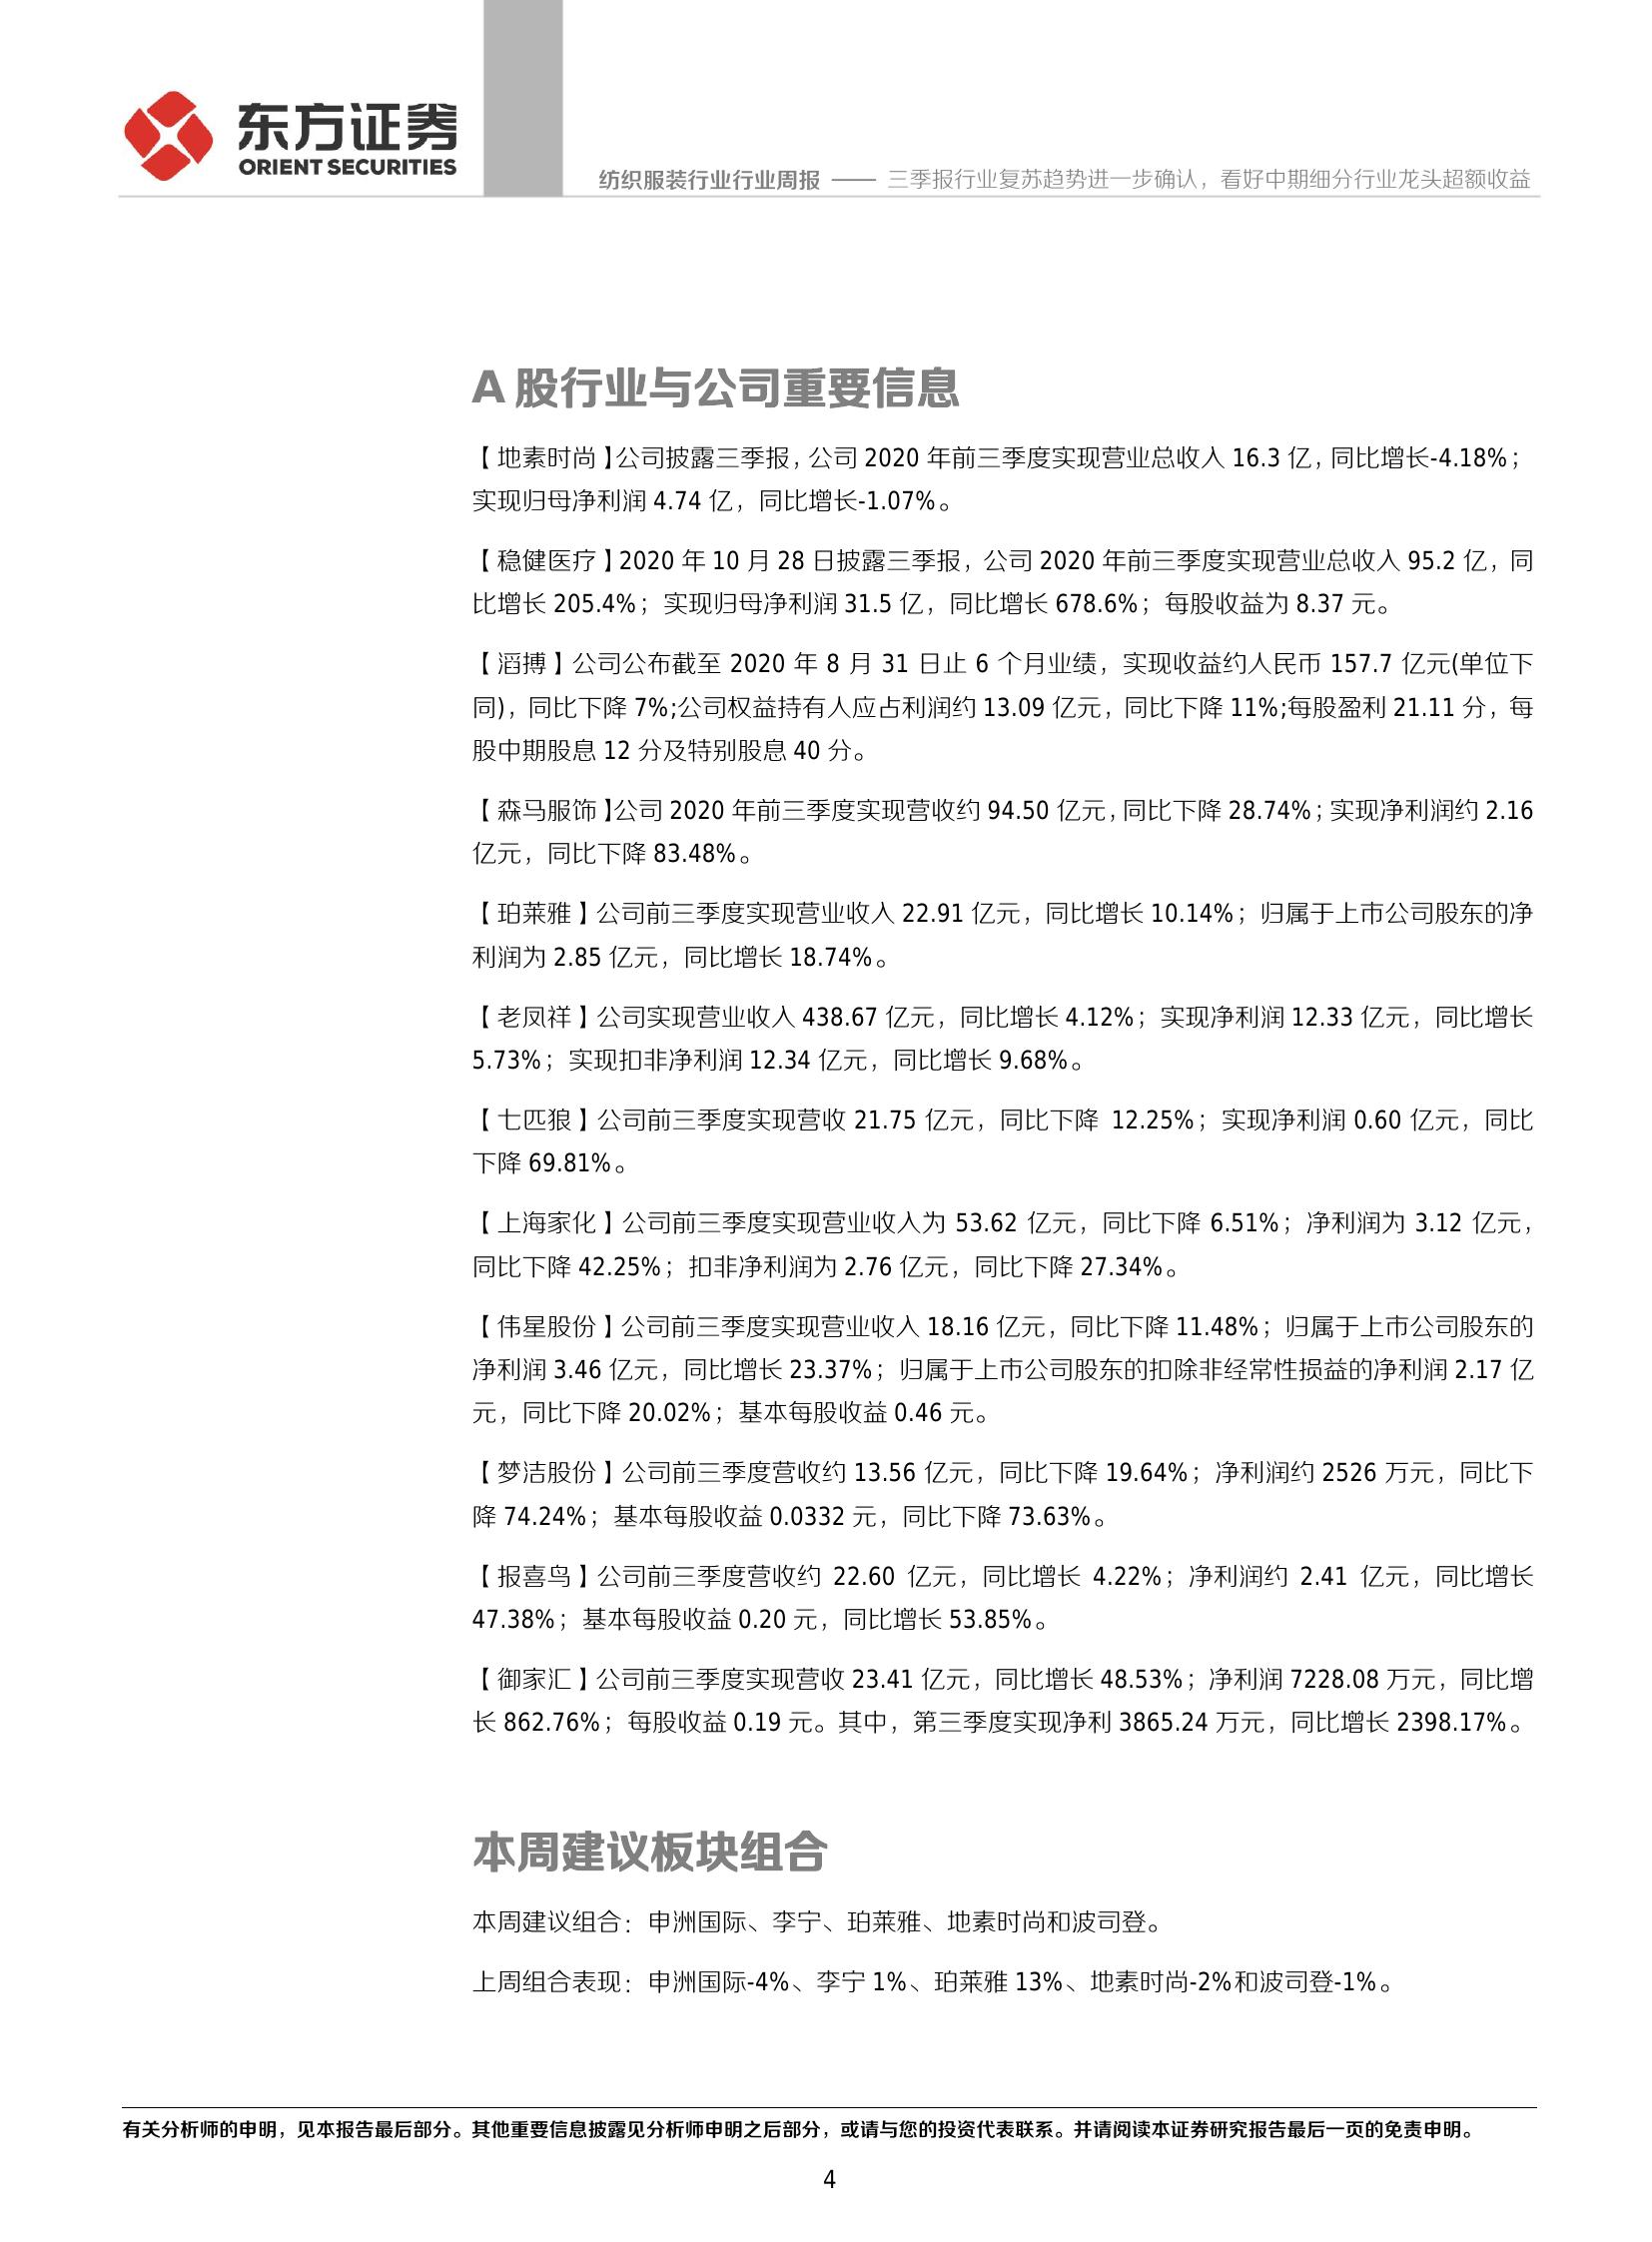 东方证券
ORIENT SECURITIES
纺织服装行业行业周报 —— 三季报行业复苏趋势进一步确认，看好中期细分行业龙头超额收益
A 股行业与公司重要信息
【地素时尚】公司披露三季报，公司 2020 年前三季度实现营业总收入 16.3 亿，同比增长-4.18%；
实现归母净利润 4.74 亿，同比增长-1.07%。
【稳健医疗】2020 年 10 月 28 日披露三季报，公司 2020 年前三季度实现营业总收入 95.2 亿，同
比增长 205.4%；实现归母净利润 31.5 亿，同比增长 678.6%；每股收益为 8.37 元。
【滔搏】公司公布截至 2020 年 8 月 31 日止 6 个月业绩，实现收益约人民币 157.7 亿元(单位下
同)，同比下降 7%;公司权益持有人应占利润约 13.09 亿元，同比下降 11%;每股盈利 21.11 分，每
股中期股息 12 分及特别股息 40 分。
【森马服饰】公司 2020 年前三季度实现营收约 94.50 亿元，同比下降 28.74%；实现净利润约 2.16
亿元，同比下降 83.48%。
【珀莱雅】公司前三季度实现营业收入 22.91 亿元，同比增长 10.14%；归属于上市公司股东的净
利润为 2.85 亿元，同比增长 18.74%。
【老凤祥】公司实现营业收入 438.67 亿元，同比增长 4.12%；实现净利润 12.33 亿元，同比增长
5.73%；实现扣非净利润 12.34 亿元，同比增长 9.68%。
【七匹狼】公司前三季度实现营收 21.75 亿元，同比下降 12.25%；实现净利润 0.60 亿元，同比
下降 69.81%。
【上海家化】公司前三季度实现营业收入为 53.62 亿元，同比下降 6.51%；净利润为 3.12 亿元，
同比下降 42.25%；扣非净利润为 2.76 亿元，同比下降 27.34%。
【伟星股份】公司前三季度实现营业收入 18.16 亿元，同比下降 11.48%；归属于上市公司股东的
净利润 3.46 亿元，同比增长 23.37%；归属于上市公司股东的扣除非经常性损益的净利润 2.17 亿
元，同比下降 20.02%；基本每股收益 0.46 元。
【梦洁股份】公司前三季度营收约 13.56 亿元，同比下降 19.64%；净利润约 2526 万元，同比下
降 74.24%；基本每股收益 0.0332 元，同比下降 73.63%。
【报喜鸟】公司前三季度营收约 22.60 亿元，同比增长 4.22%；净利润约 2.41 亿元，同比增长
47.38%；基本每股收益 0.20 元，同比增长 53.85%。
【御家汇】公司前三季度实现营收 23.41 亿元，同比增长 48.53%；净利润 7228.08 万元，同比增
长 862.76%；每股收益 0.19 元。其中，第三季度实现净利 3865.24 万元，同比增长 2398.17%。
本周建议板块组合
本周建议组合：申洲国际、李宁、珀莱雅、地素时尚和波司登。
上周组合表现：申洲国际-4%、李宁 1%、珀莱雅 13%、地素时尚-2%和波司登-1%。
有关分析师的申明，见本报告最后部分。其他重要信息披露见分析师申明之后部分，或请与您的投资代表联系。并请阅读本证券研究报告最后一页的免责申明。
4